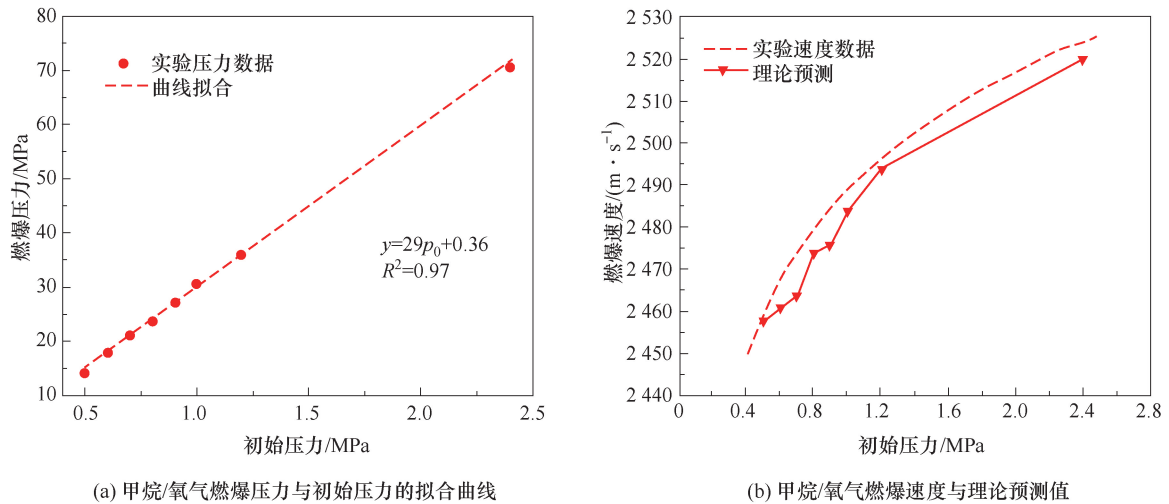 80
70
60
50
40
30
20
10
燃爆压力/MPa
实验压力数据
曲线拟合
y=29p₀+0.36
R²=0.97
0.5
1.0
1.5
2.0
2.5
初始压力/MPa
(a) 甲烷/氧气燃爆压力与初始压力的拟合曲线
2 530
2 520
2 510
2 500
2 490
2 480
2 470
2 460
2 450
2 440
燃爆速度/(m·s⁻¹)
实验速度数据
理论预测
0
0.4
0.8
1.2
1.6
2.0
2.4
2.8
初始压力/MPa
(b) 甲烷/氧气燃爆速度与理论预测值